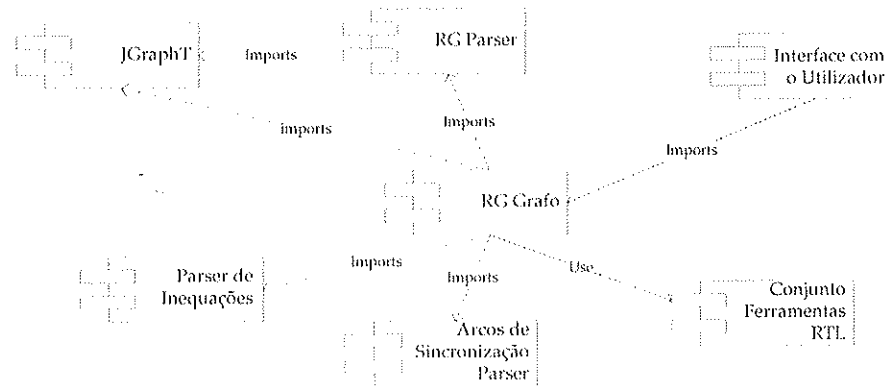 JGraphT
Imports
RG Parser
Interface com
o Utilizador
imports
Imports
Imports
RG Grafo
Parser de
Inequações
Imports
Imports
Use
Conjunto
Ferramentas
RTL
Arcos de
Sincronização
Parser